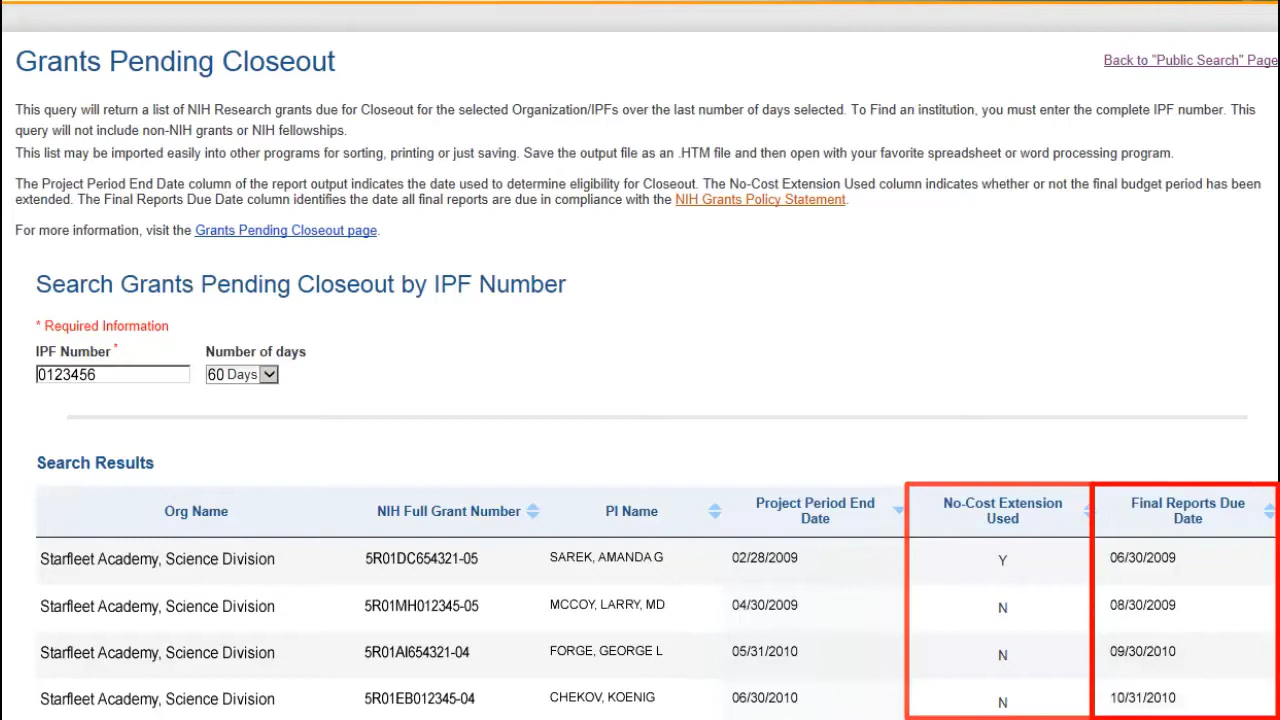 Grants Pending Closeout
Back to "Public Search" Page
This query will return a list of NIH Research grants due for Closeout for the selected Organization/IPFs over the last number of days selected. To Find an institution, you must enter the complete IPF number. This
query will not include non-NIH grants or NIH fellowships.
This list may be imported easily into other programs for sorting, printing or just saving. Save the output file as an .HTM file and then open with your favorite spreadsheet or word processing program.
The Project Period End Date column of the report output indicates the date used to determine eligibility for Closeout. The No-Cost Extension Used column indicates whether or not the final budget period has been
extended. The Final Reports Due Date column identifies the date all final reports are due in compliance with the NIH Grants Policy Statement.
For more information, visit the Grants Pending Closeout page.
Search Grants Pending Closeout by IPF Number
* Required Information
IPF Number * Number of days
0123456 60 Days
Search Results
Org Name NIH Full Grant Number PI Name Project Period End Date No-Cost Extension Used Final Reports Due Date
Starfleet Academy, Science Division 5R01DC654321-05 SAREK, AMANDA G 02/28/2009 Y 06/30/2009
Starfleet Academy, Science Division 5R01MH012345-05 MCCOY, LARRY, MD 04/30/2009 N 08/30/2009
Starfleet Academy, Science Division 5R01AI654321-04 FORGE, GEORGE L 05/31/2010 N 09/30/2010
Starfleet Academy, Science Division 5R01EB012345-04 CHEKOV, KOENIG 06/30/2010 N 10/31/2010